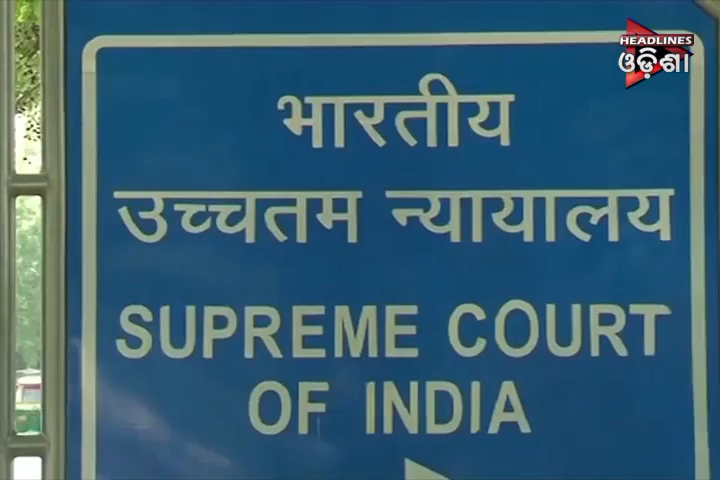 HEADLINES
ଓଡ଼ିଶା
भारतीय
उच्चतम न्यायालय
SUPREME COURT
OF INDIA